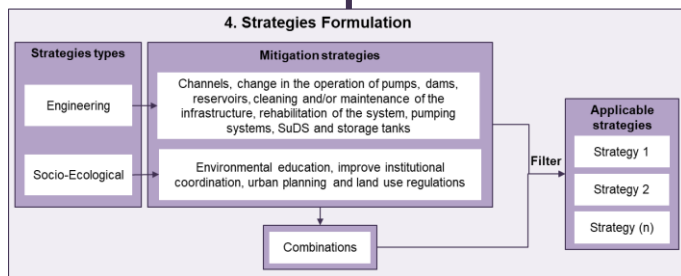 4. Strategies Formulation
Strategies types
Mitigation strategies
Engineering
Channels, change in the operation of pumps, dams,
reservoirs, cleaning and/or maintenance of the
infrastructure, rehabilitation of the system, pumping
systems, SuDS and storage tanks
Socio-Ecological
Environmental education, improve institutional
coordination, urban planning and land use regulations
Combinations
Filter
Applicable
strategies
Strategy 1
Strategy 2
Strategy (n)